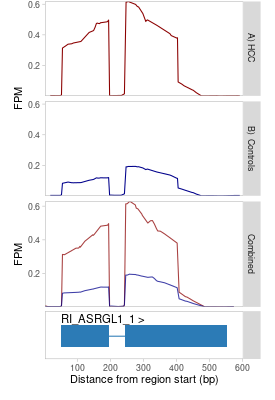 0.6
0.4
0.2
FPM
A) HCC
0.6
0.4
0.2
B) Controls
0.6
0.4
0.2
FPM
Combined
RI_ASRGL1_1 >
100 200 300 400 500 600
Distance from region start (bp)